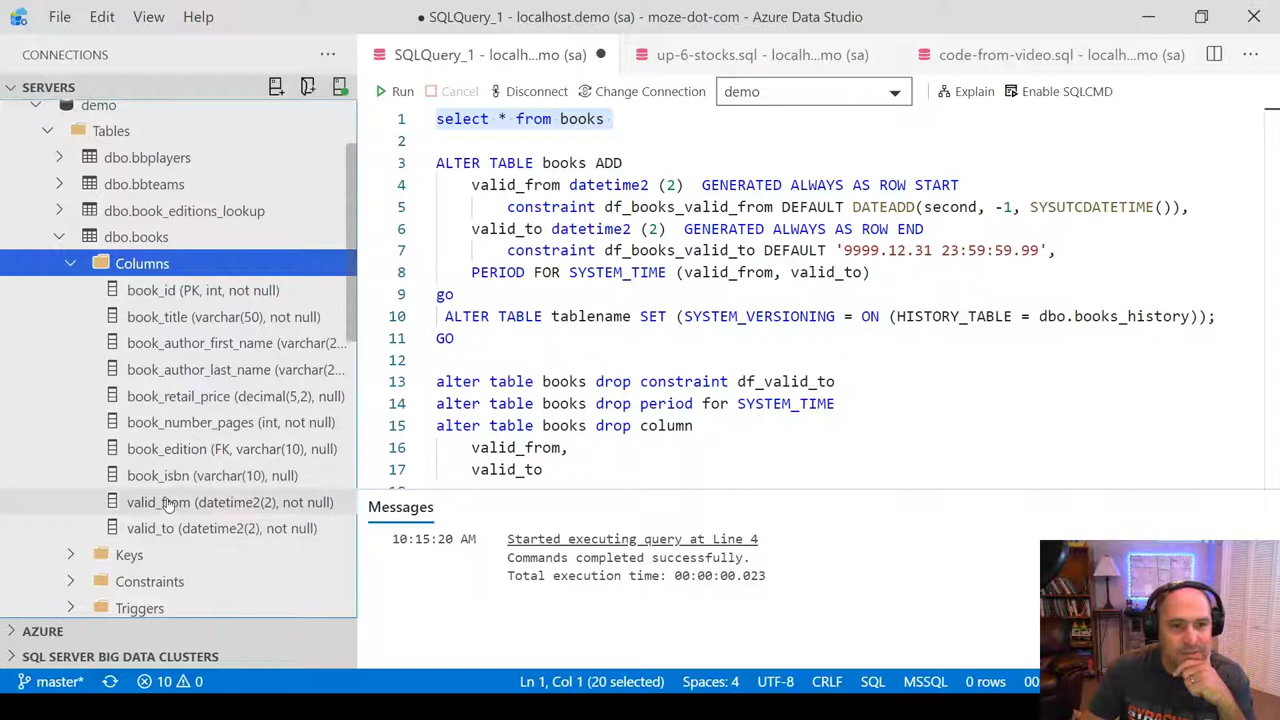 File Edit View Help
● SQLQuery_1 - localhost.demo (sa) - moze-dot-com - Azure Data Studio
CONNECTIONS
SERVERS
demo
Tables
dbo.bbplayers
dbo.bbteams
dbo.book_editions_lookup
dbo.books
Columns
book_id (PK, int, not null)
book_title (varchar(50), not null)
book_author_first_name (varchar(2...
book_author_last_name (varchar(2...
book_retail_price (decimal(5,2), null)
book_number_pages (int, not null)
book_edition (FK, varchar(10), null)
book_isbn (varchar(10), null)
valid_from (datetime2(2), not null)
valid_to (datetime2(2), not null)
Keys
Constraints
Triggers
AZURE
SQL SERVER BIG DATA CLUSTERS
SQLQuery_1 - localh...mo (sa) ● up-6-stocks.sql - localh...mo (sa) code-from-video.sql - localh...mo (sa)
Run Cancel Disconnect Change Connection demo Explain Enable SQLCMD
1 select * from books
2
3 ALTER TABLE books ADD
4 valid_from datetime2 (2) GENERATED ALWAYS AS ROW START
5 constraint df_books_valid_from DEFAULT DATEADD(second, -1, SYSUTCDATETIME()),
6 valid_to datetime2 (2) GENERATED ALWAYS AS ROW END
7 constraint df_books_valid_to DEFAULT '9999.12.31 23:59:59.99',
8 PERIOD FOR SYSTEM_TIME (valid_from, valid_to)
9 go
10 ALTER TABLE tablename SET (SYSTEM_VERSIONING = ON (HISTORY_TABLE = dbo.books_history));
11 GO
12
13 alter table books drop constraint df_valid_to
14 alter table books drop period for SYSTEM_TIME
15 alter table books drop column
16 valid_from,
17 valid_to
Messages
10:15:20 AM Started executing query at Line 4
Commands completed successfully.
Total execution time: 00:00:00.023
master* 10 0 Ln 1, Col 1 (20 selected) Spaces: 4 UTF-8 CRLF SQL MSSQL 0 rows 00